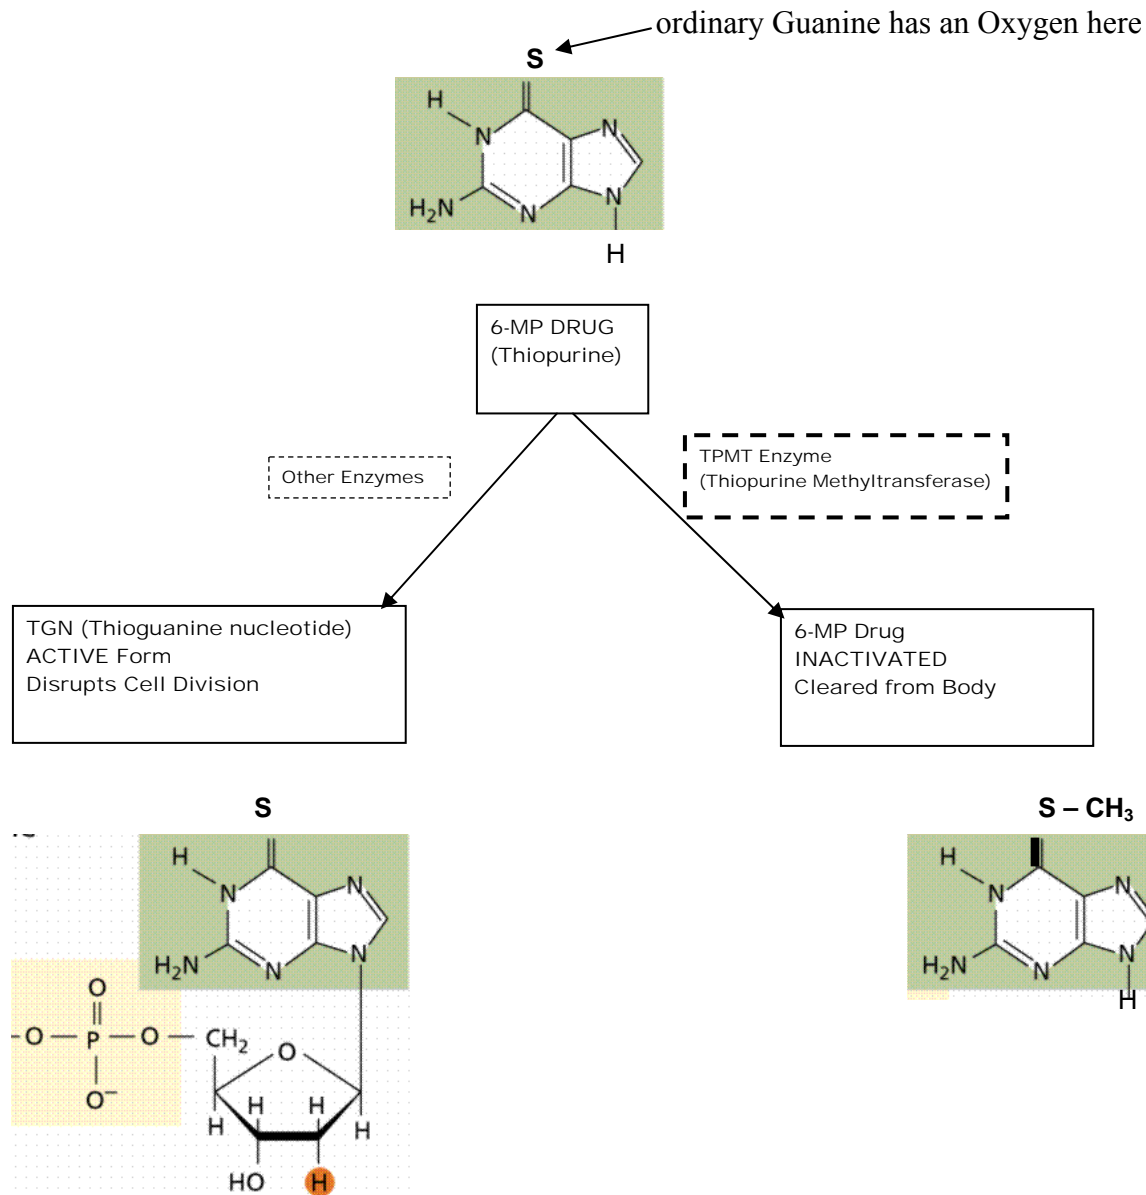 ordinary Guanine has an Oxygen here
S
H
N
N
H₂N
N
N
H
6-MP DRUG
(Thiopurine)
Other Enzymes
TPMT Enzyme
(Thiopurine Methyltransferase)
TGN (Thioguanine nucleotide)
ACTIVE Form
Disrupts Cell Division
6-MP Drug
INACTIVATED
Cleared from Body
S
H
N
N
H₂N
N
N
O
O
P
O
CH₂
O
O⁻
H
H
H
H
HO
H
S – CH₃
H
N
N
H₂N
N
N
H